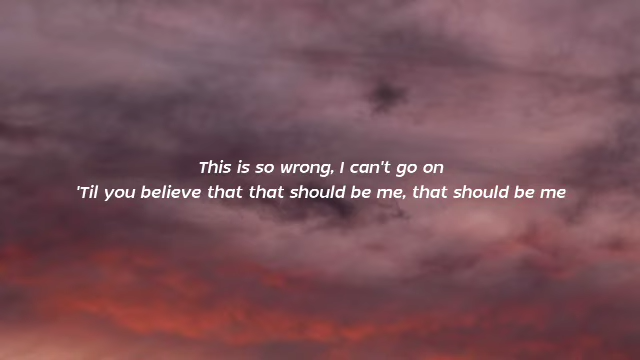 This is so wrong, I can't go on
'Til you believe that that should be me, that should be me